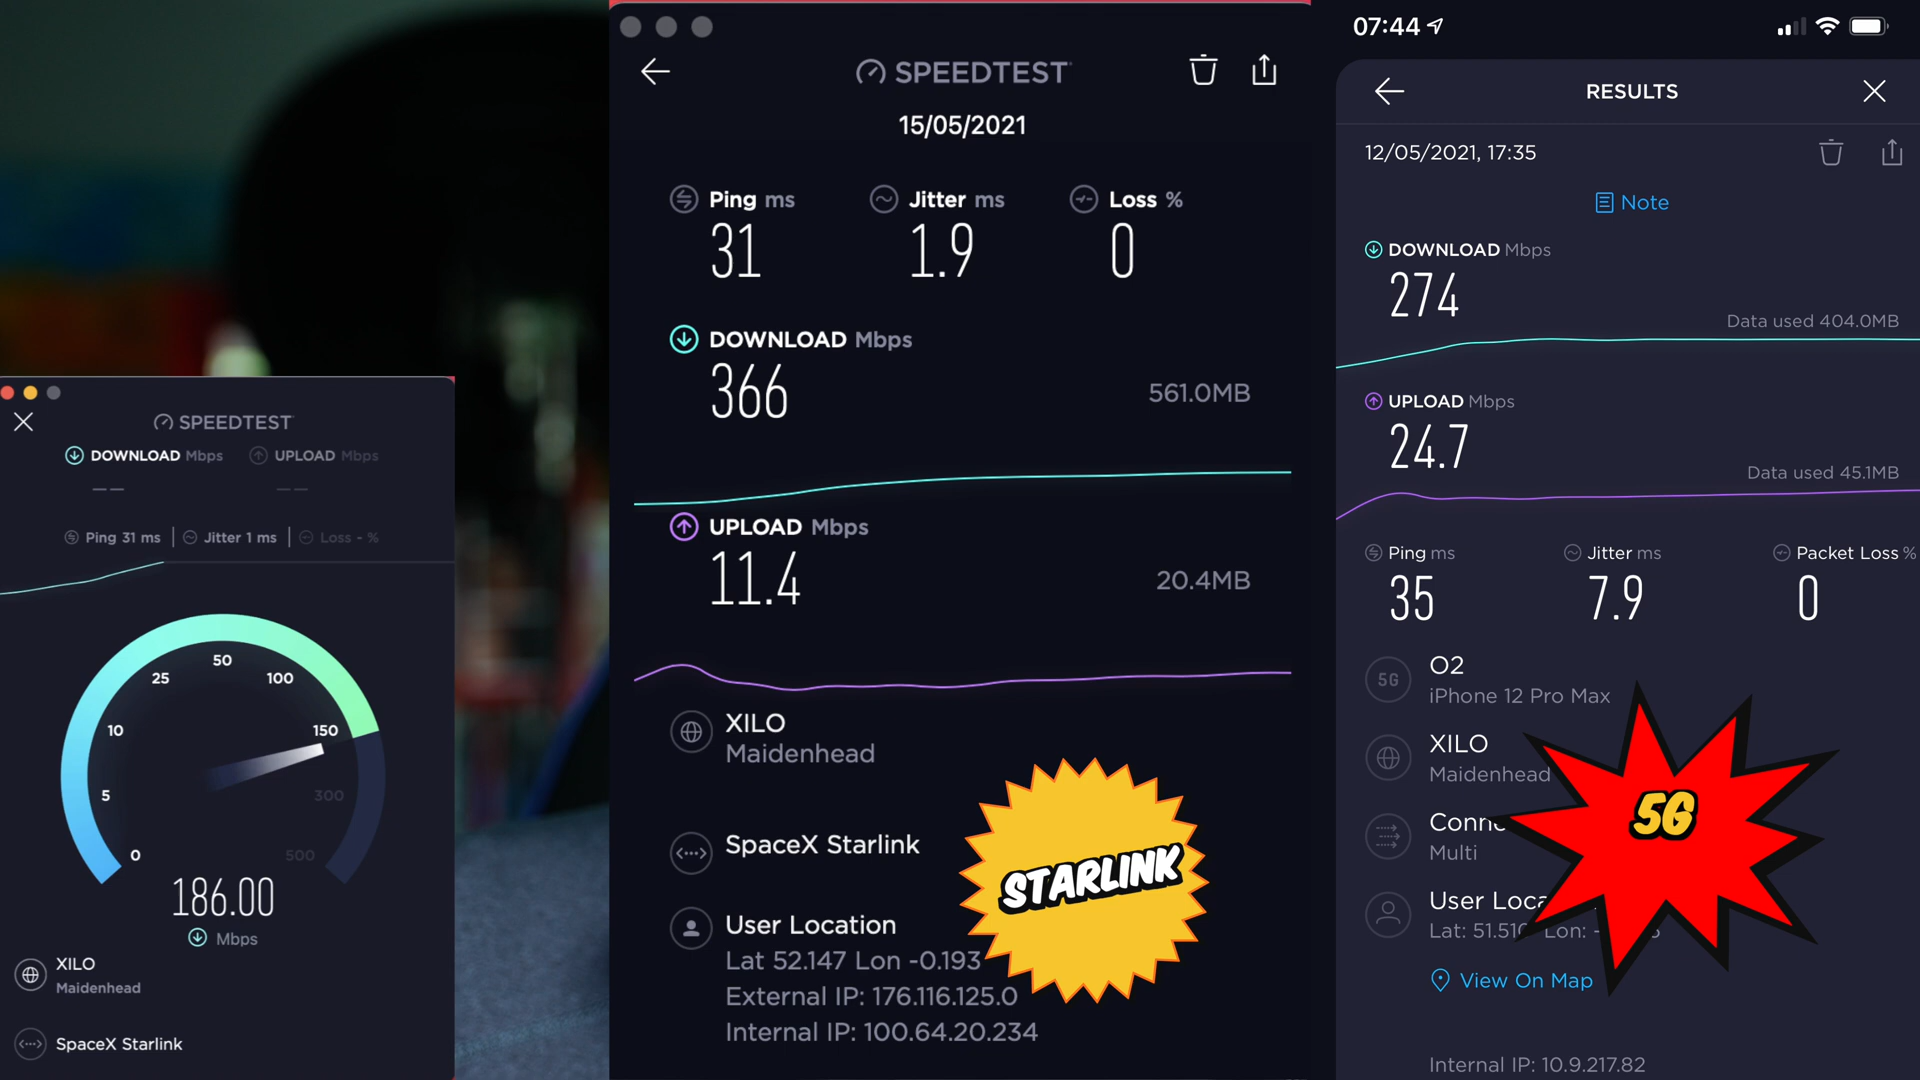 SPEEDTEST
DOWNLOAD Mbps
UPLOAD Mbps
Ping 31 ms
Jitter 1 ms
Loss - %
0
5
10
25
50
100
150
300
500
186.00
Mbps
XILO
Maidenhead
SpaceX Starlink
SPEEDTEST
15/05/2021
Ping ms
31
Jitter ms
1.9
Loss %
0
DOWNLOAD Mbps
366
561.0MB
UPLOAD Mbps
11.4
20.4MB
XILO
Maidenhead
SpaceX Starlink
User Location
Lat 52.147 Lon -0.193
External IP: 176.116.125.0
Internal IP: 100.64.20.234
STARLINK
07:44
RESULTS
12/05/2021, 17:35
Note
DOWNLOAD Mbps
274
Data used 404.0MB
UPLOAD Mbps
24.7
Data used 45.1MB
Ping ms
35
Jitter ms
7.9
Packet Loss %
0
5G
O2
iPhone 12 Pro Max
XILO
Maidenhead
Multi
User
Lat: Lon:
View On Map
Internal IP: 10.9.217.82
5G